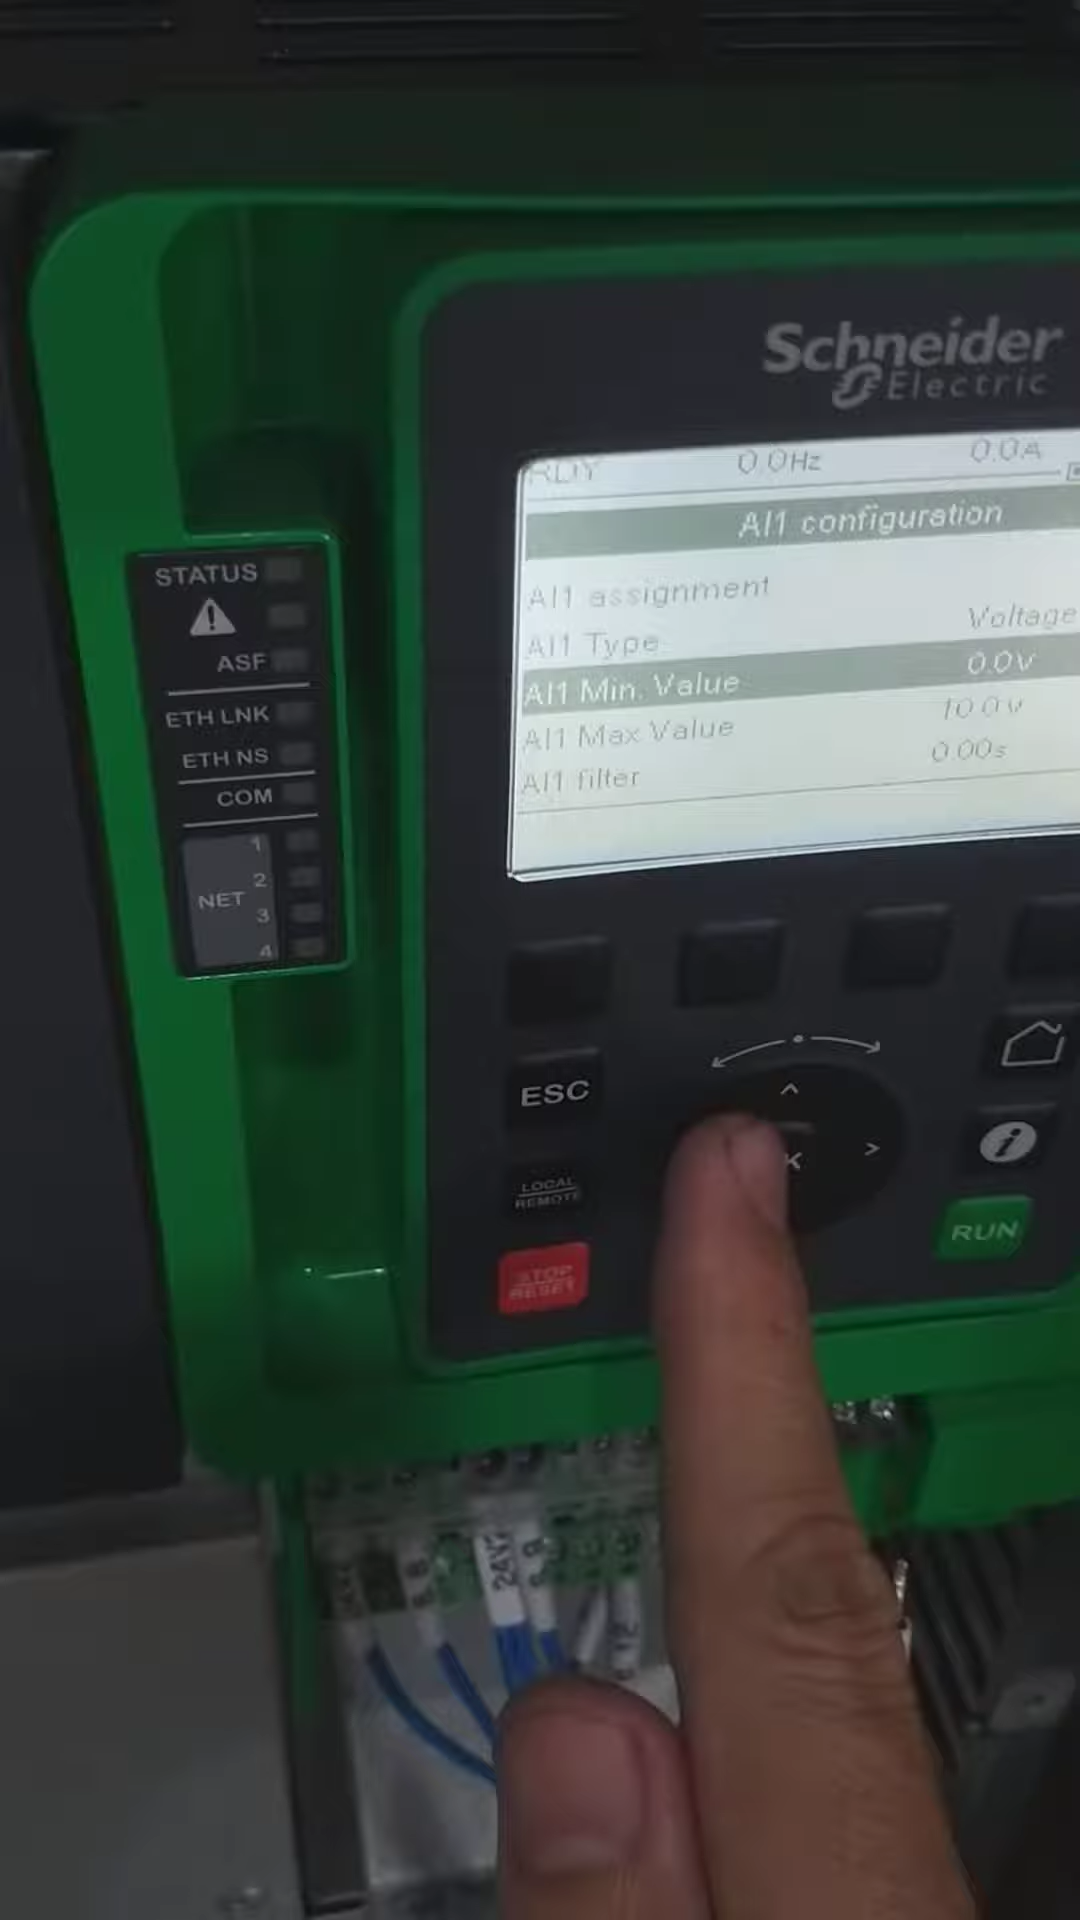 Schneider
Electric
RDY 0.0Hz 0.0A
AI1 configuration
AI1 assignment
AI1 Type Voltage
AI1 Min. Value 0.0V
AI1 Max Value 10.0V
AI1 filter 0.00s
STATUS
ASF
ETH LNK
ETH NS
COM
NET
1
2
3
4
ESC
LOCAL
REMOTE
STOP
RESET
K
RUN
24V